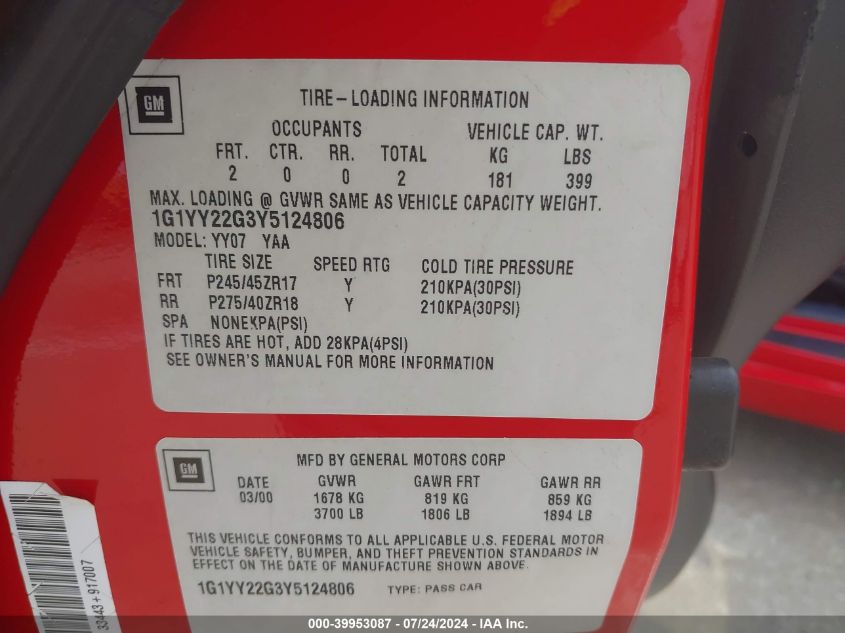 GM
TIRE-LOADING INFORMATION
OCCUPANTS VEHICLE CAP. WT.
FRT. CTR. RR. TOTAL KG LBS
2 0 0 2 181 399
MAX. LOADING @ GVWR SAME AS VEHICLE CAPACITY WEIGHT.
1G1YY22G3Y5124806
MODEL: YY07 YAA
TIRE SIZE SPEED RTG COLD TIRE PRESSURE
FRT P245/45ZR17 Y 210KPA(30PSI)
RR P275/40ZR18 Y 210KPA(30PSI)
SPA NONEKPA(PSI)
IF TIRES ARE HOT, ADD 28KPA(4PSI)
SEE OWNER'S MANUAL FOR MORE INFORMATION
GM
MFD BY GENERAL MOTORS CORP
DATE GVWR GAWR FRT GAWR RR
03/00 1678 KG 819 KG 859 KG
3700 LB 1806 LB 1894 LB
THIS VEHICLE CONFORMS TO ALL APPLICABLE U.S. FEDERAL MOTOR
VEHICLE SAFETY, BUMPER, AND THEFT PREVENTION STANDARDS IN
EFFECT ON THE DATE OF MANUFACTURE SHOWN ABOVE.
1G1YY22G3Y5124806 TYPE: PASS CAR
33443+917007
000-39953087 - 07/24/2024 - IAA Inc.